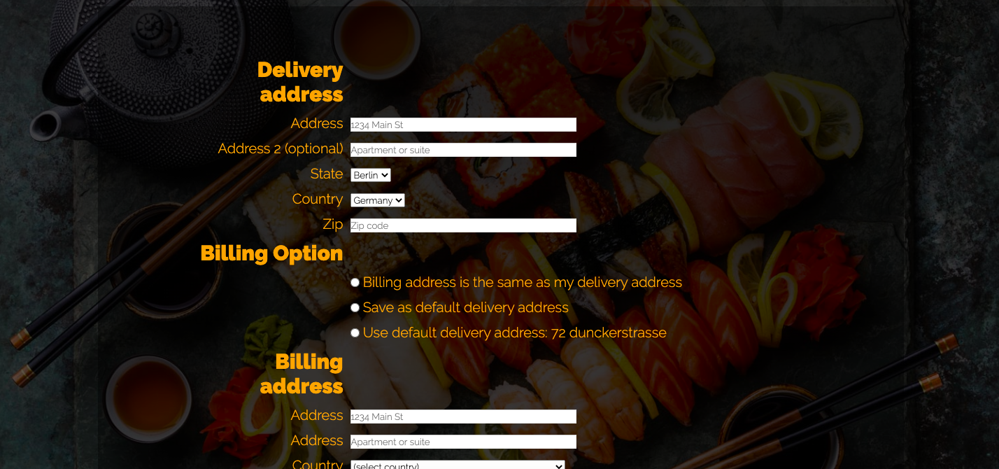 Delivery
address
Address 1234 Main St
Address 2 (optional) Apartment or suite
State Berlin
Country Germany
Zip Zip code
Billing Option
Billing address is the same as my delivery address
Save as default delivery address
Use default delivery address: 72 dunckerstrasse
Billing
address
Address 1234 Main St
Address Apartment or suite
Country (select country)